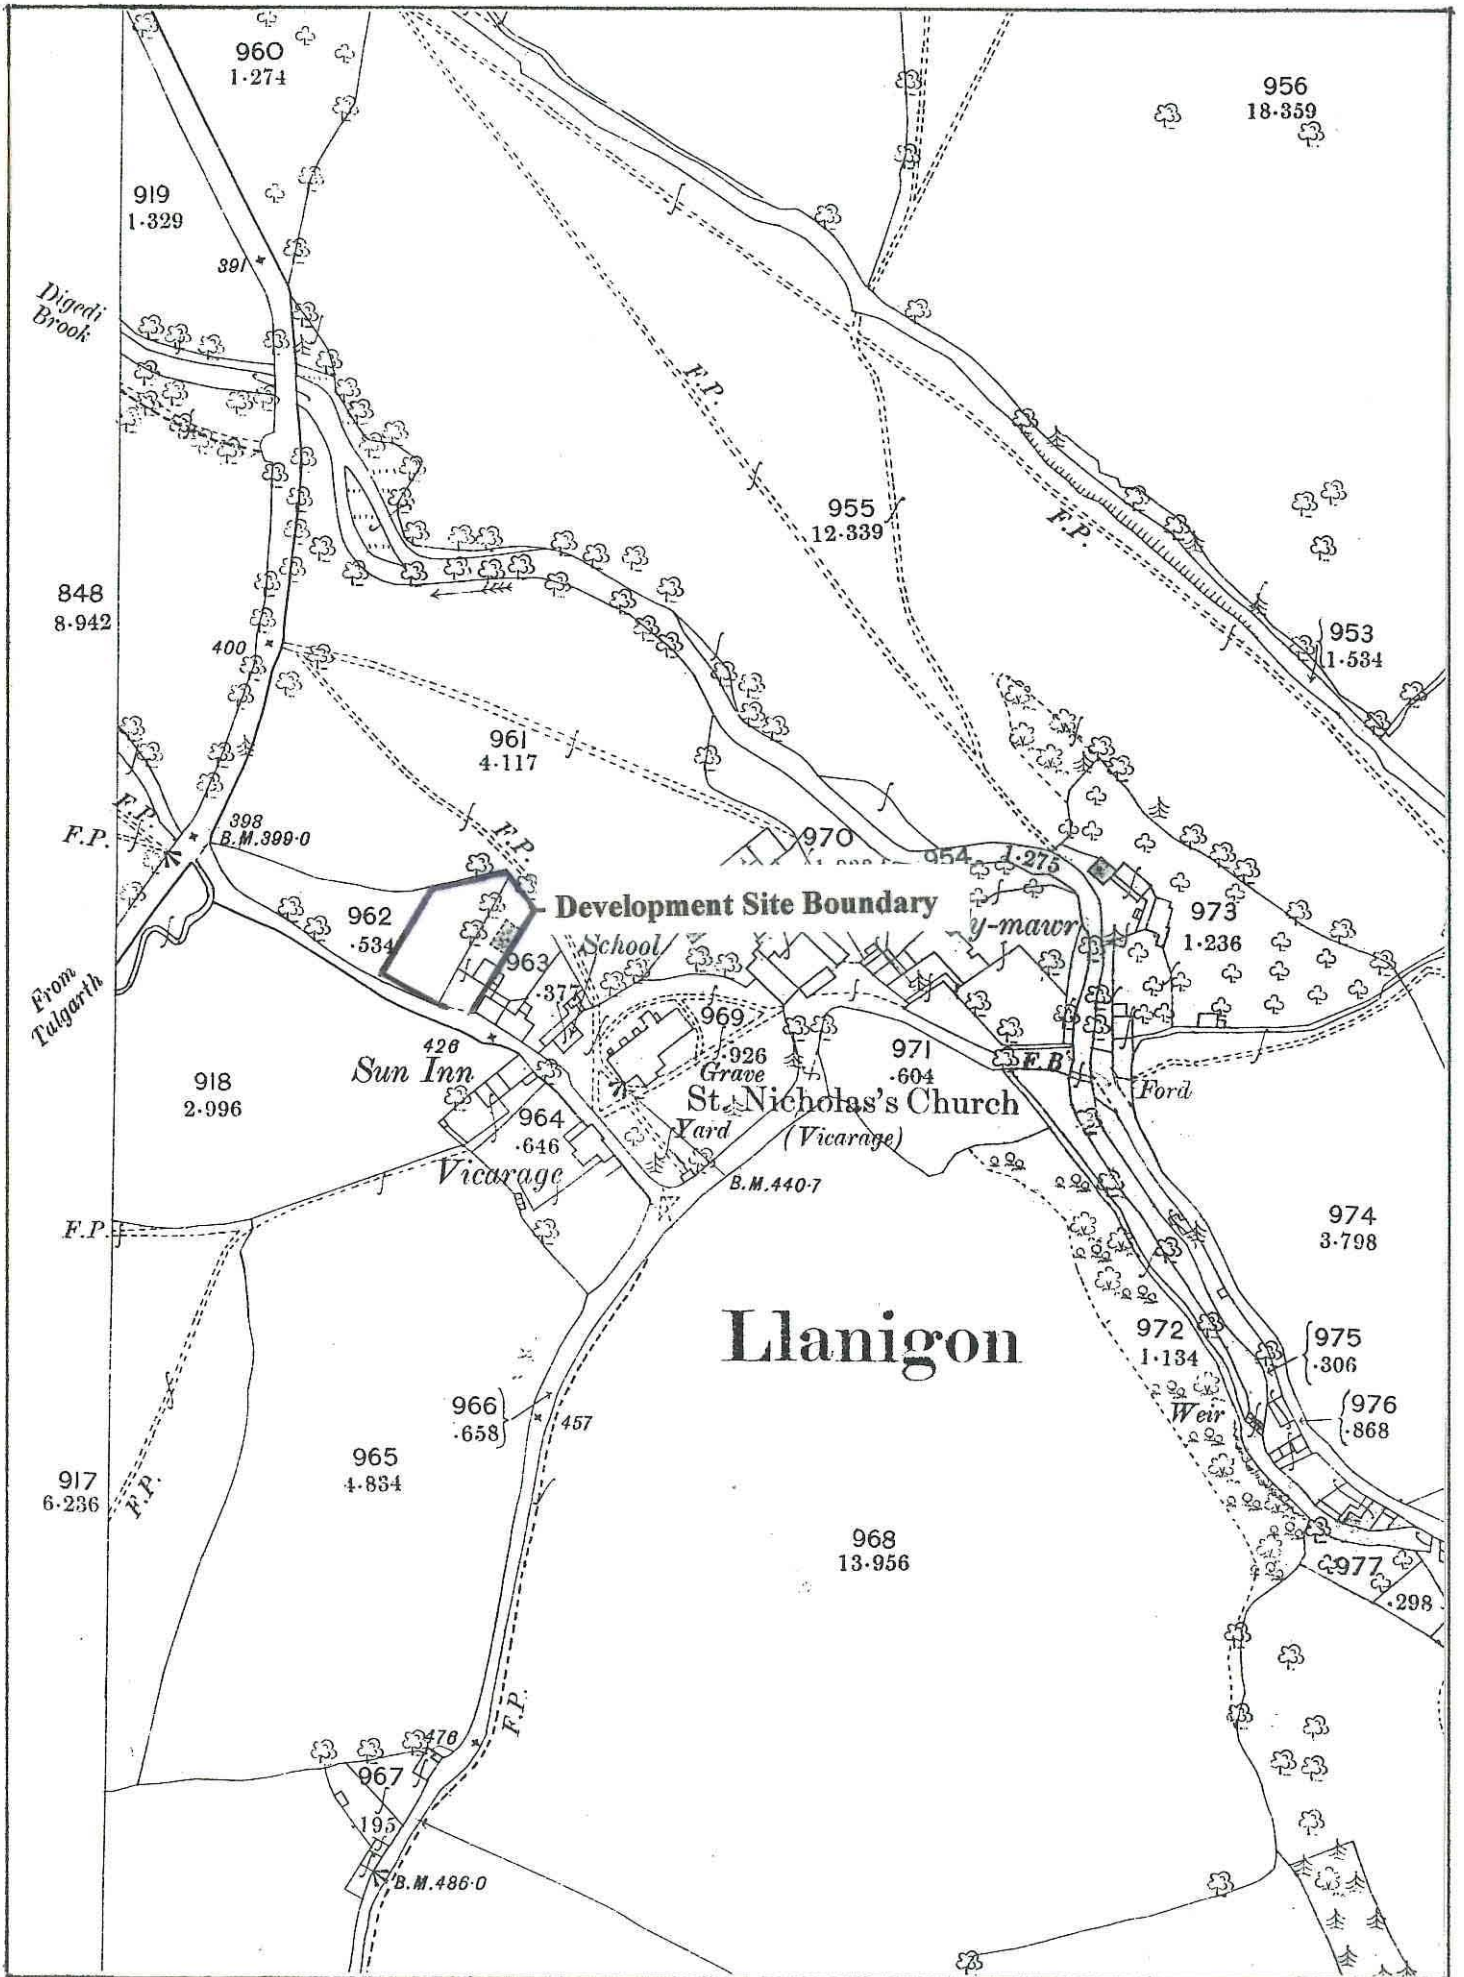 960
1·274
956
18·359
919
1·329
391
Digedi
Brook
F.P.
955
12·339
F.P.
848
8·942
400
953
1·534
961
4·117
F.P.
F.P.
F.P.
398
B.M.399·0
970
954
1·275
962
·534
Development Site Boundary
School
y-mawr
973
1·236
963
·377
From
Talgarth
969
·926
Grave
Yard
971
·604
F.B
Ford
426
Sun Inn
St. Nicholas's Church
(Vicarage)
918
2·996
964
·646
Vicarage
B.M.440·7
F.P.
974
3·798
Llanigon
972
1·134
975
·306
966
·658
457
Weir
976
·868
965
4·834
917
6·236
F.P.
968
13·956
977
·298
F.P.
476
967
·195
B.M.486·0